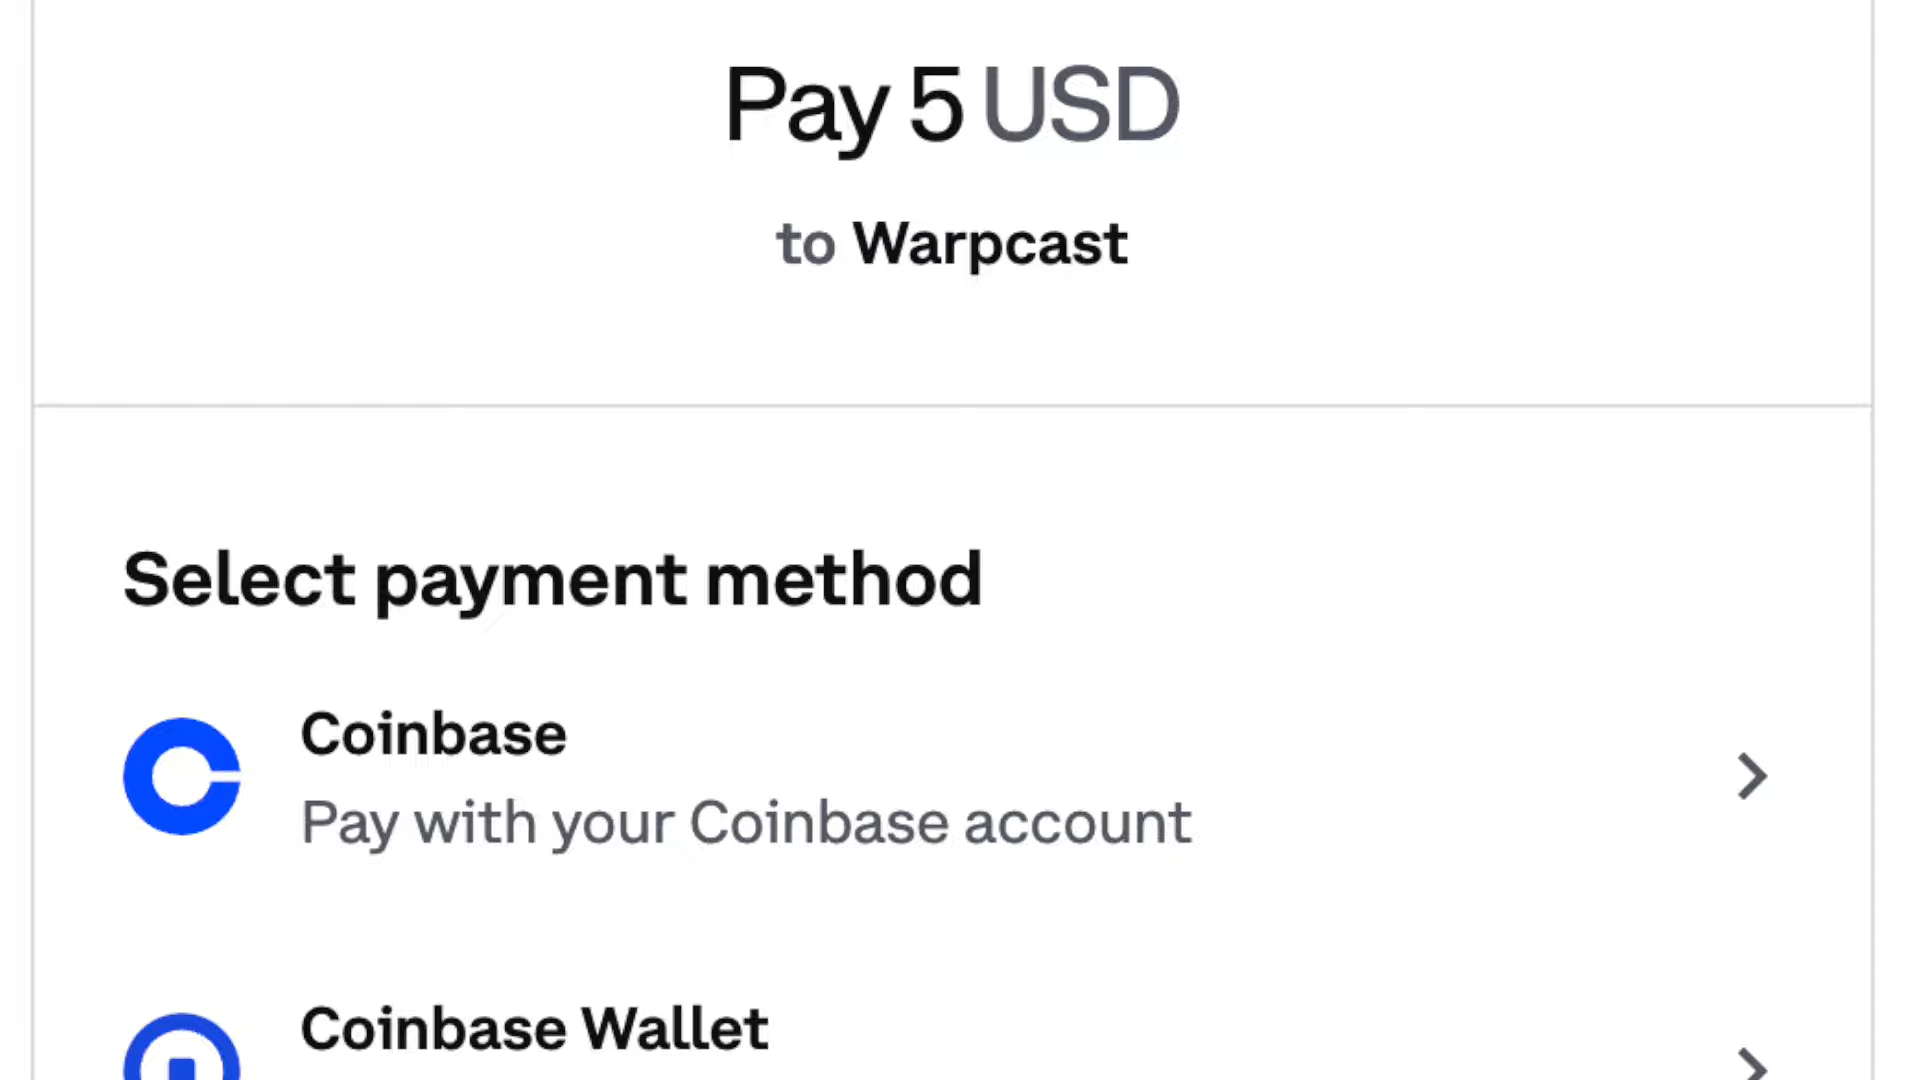 Pay 5 USD
to Warpcast
Select payment method
Coinbase
Pay with your Coinbase account
Coinbase Wallet